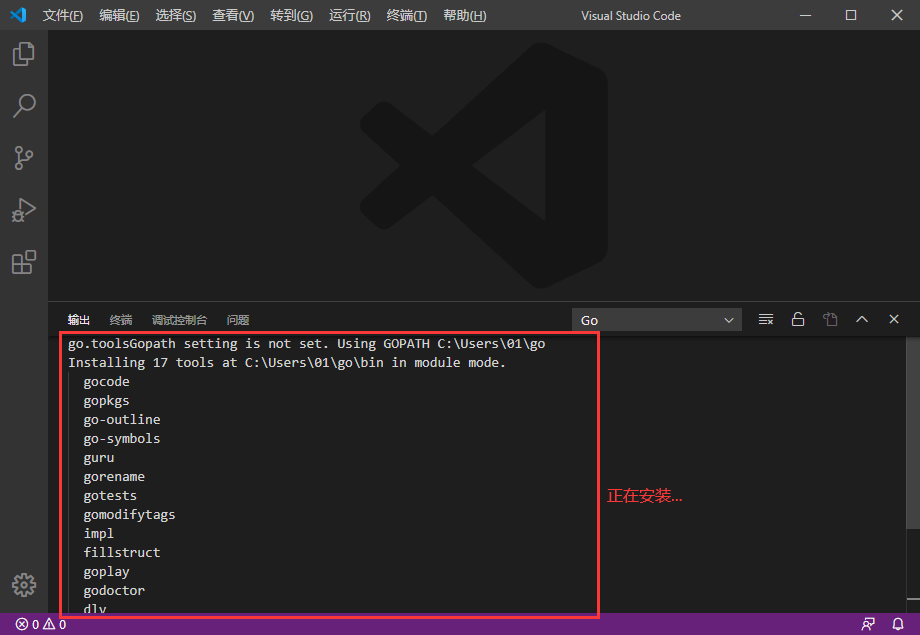 文件(F) 编辑(E) 选择(S) 查看(V) 转到(G) 运行(R) 终端(T) 帮助(H) Visual Studio Code
输出 终端 调试控制台 问题 Go
go.toolsGopath setting is not set. Using GOPATH C:\Users\01\go
Installing 17 tools at C:\Users\01\go\bin in module mode.
gocode
gopkgs
go-outline
go-symbols
guru
gorename
gotests
正在安装...
gomodifytags
impl
fillstruct
goplay
godoctor
dlv
0 0